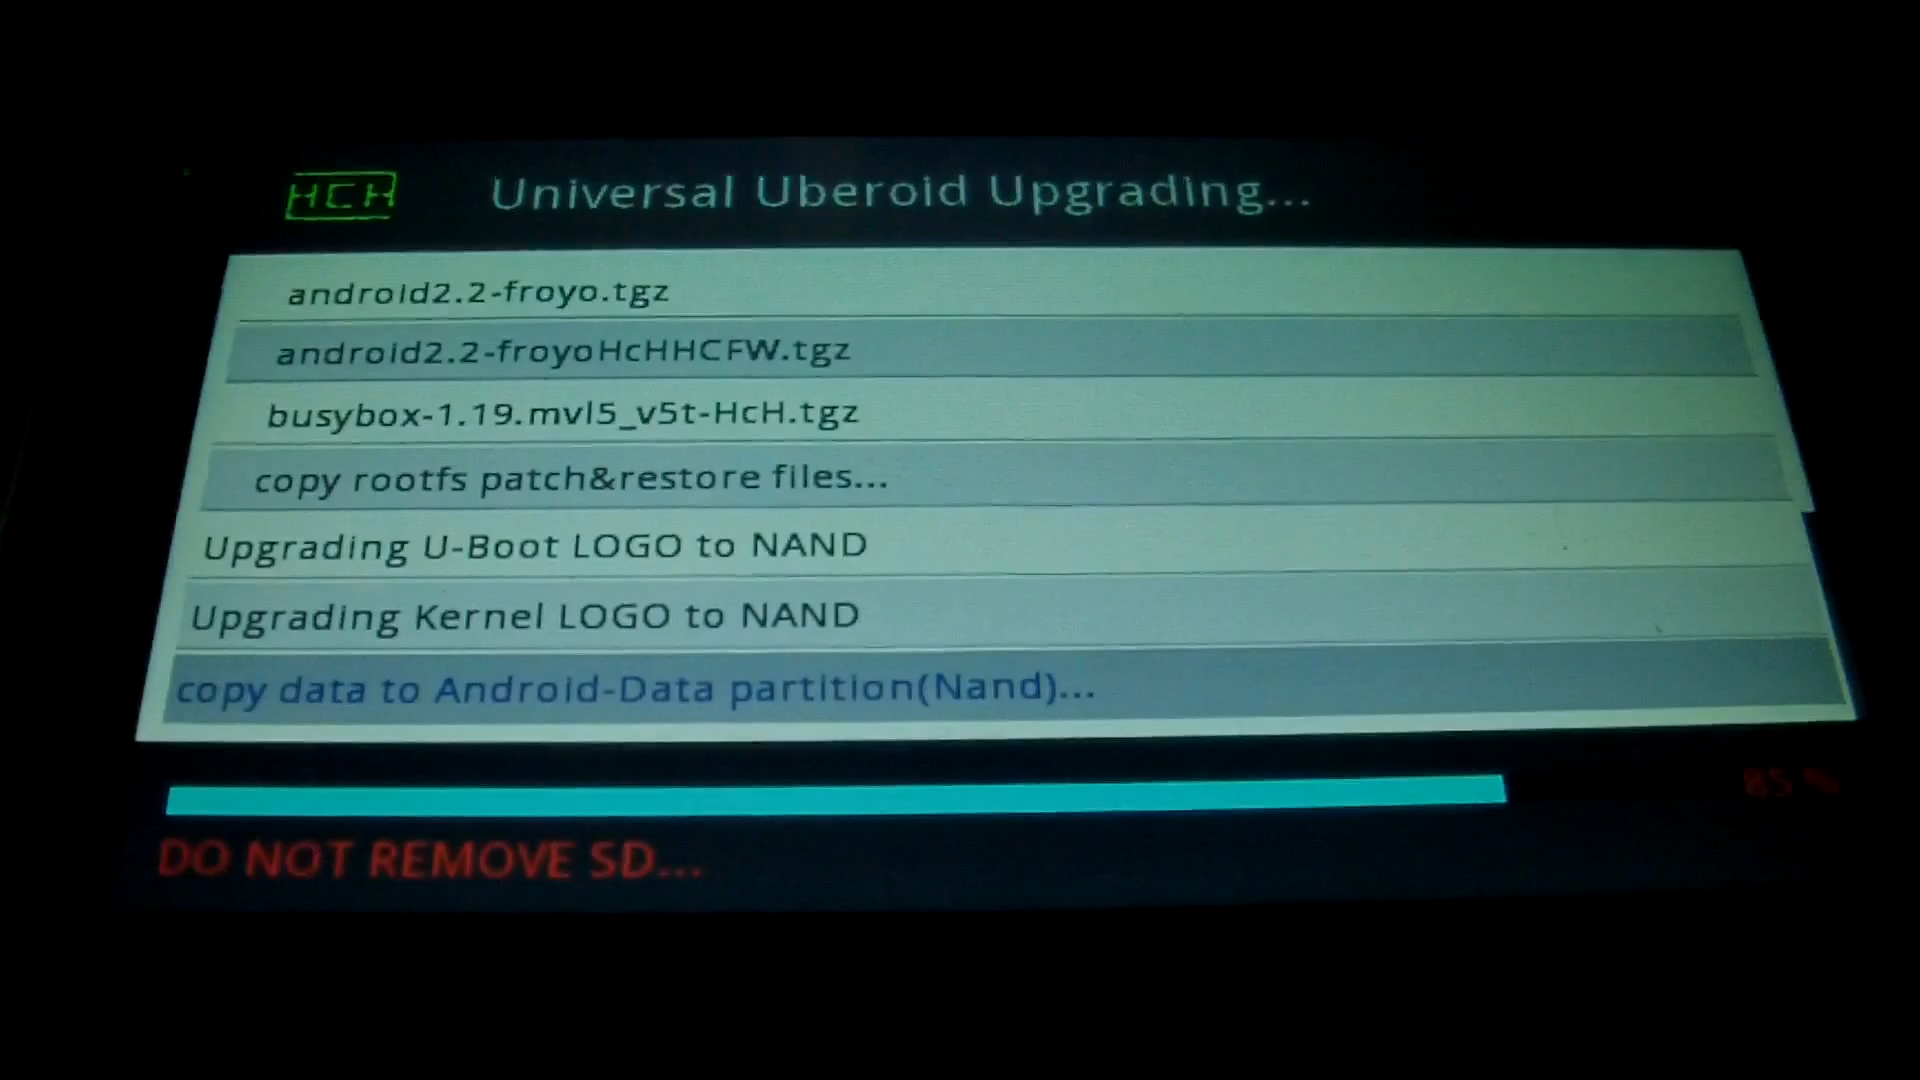 HCH
Universal Uberoid Upgrading...
android2.2-froyo.tgz
android2.2-froyoHcHHCFW.tgz
busybox-1.19.mvl5_v5t-HcH.tgz
copy rootfs patch&restore files...
Upgrading U-Boot LOGO to NAND
Upgrading Kernel LOGO to NAND
copy data to Android-Data partition(Nand)...
85 %
DO NOT REMOVE SD...